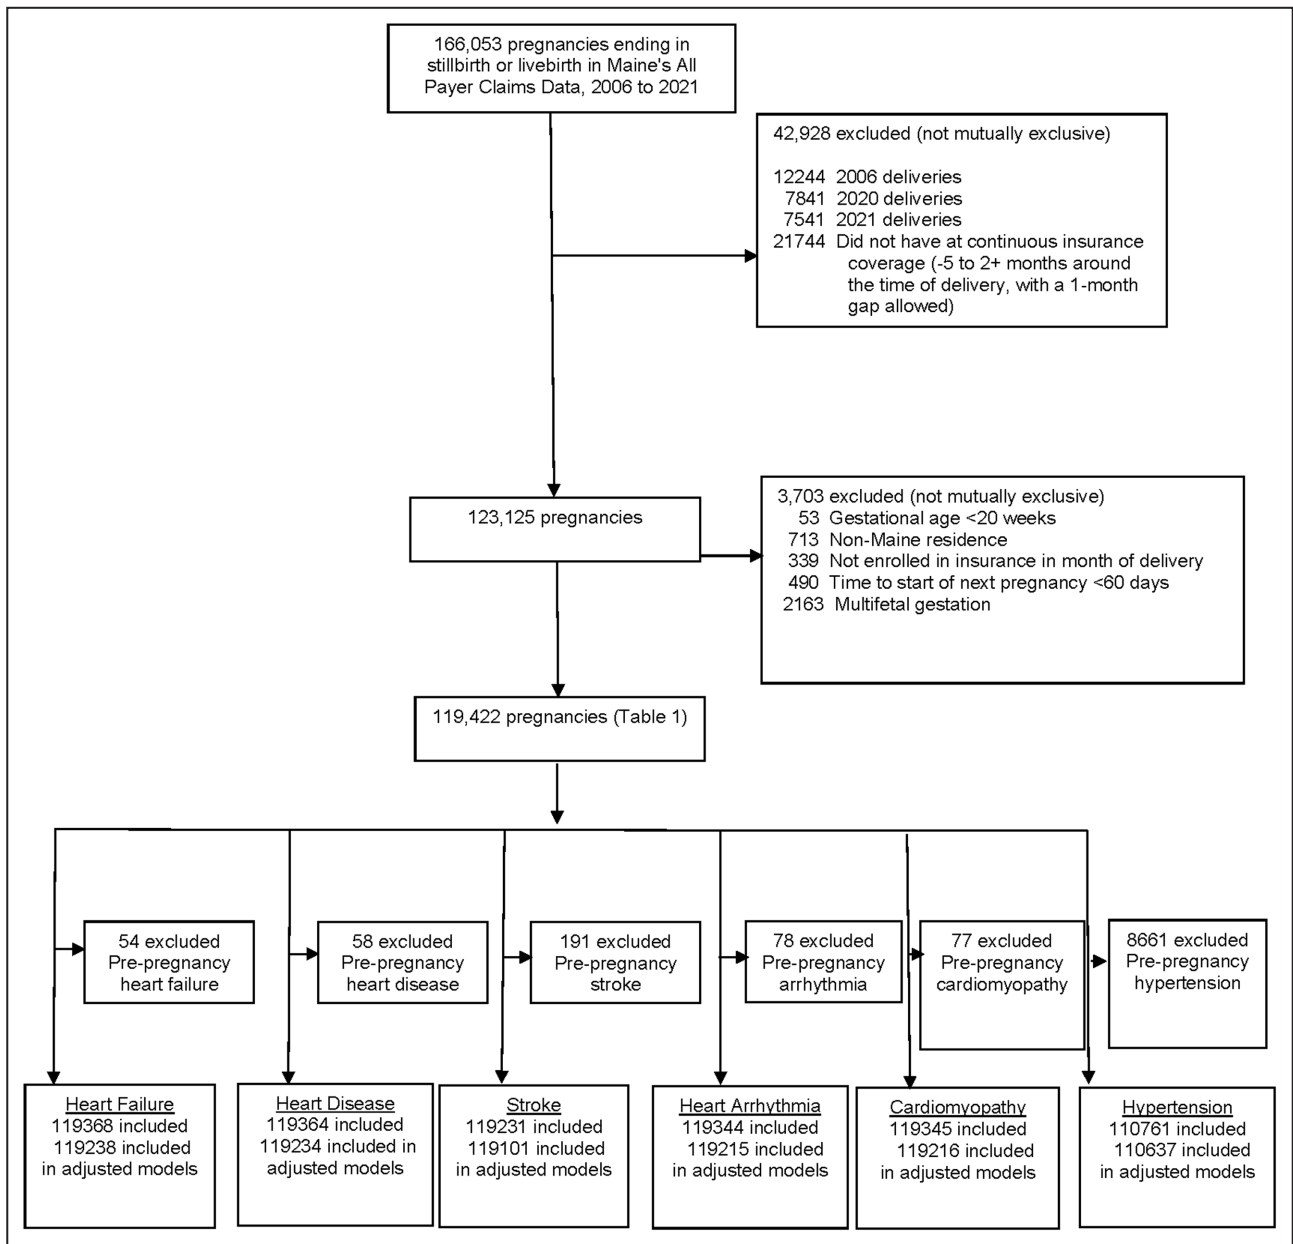 166,053 pregnancies ending in
stillbirth or livebirth in Maine's All
Payer Claims Data, 2006 to 2021
42,928 excluded (not mutually exclusive)
12244 2006 deliveries
7841 2020 deliveries
7541 2021 deliveries
21744 Did not have at continuous insurance
coverage (-5 to 2+ months around
the time of delivery, with a 1-month
gap allowed)
123,125 pregnancies
3,703 excluded (not mutually exclusive)
53 Gestational age <20 weeks
713 Non-Maine residence
339 Not enrolled in insurance in month of delivery
490 Time to start of next pregnancy <60 days
2163 Multifetal gestation
119,422 pregnancies (Table 1)
54 excluded
Pre-pregnancy
heart failure
58 excluded
Pre-pregnancy
heart disease
191 excluded
Pre-pregnancy
stroke
78 excluded
Pre-pregnancy
arrhythmia
77 excluded
Pre-pregnancy
cardiomyopathy
8661 excluded
Pre-pregnancy
hypertension
Heart Failure
119368 included
119238 included
in adjusted models
Heart Disease
119364 included
119234 included in
adjusted models
Stroke
119231 included
119101 included
in adjusted models
Heart Arrhythmia
119344 included
119215 included
in adjusted models
Cardiomyopathy
119345 included
119216 included
in adjusted models
Hypertension
110761 included
110637 included
in adjusted models